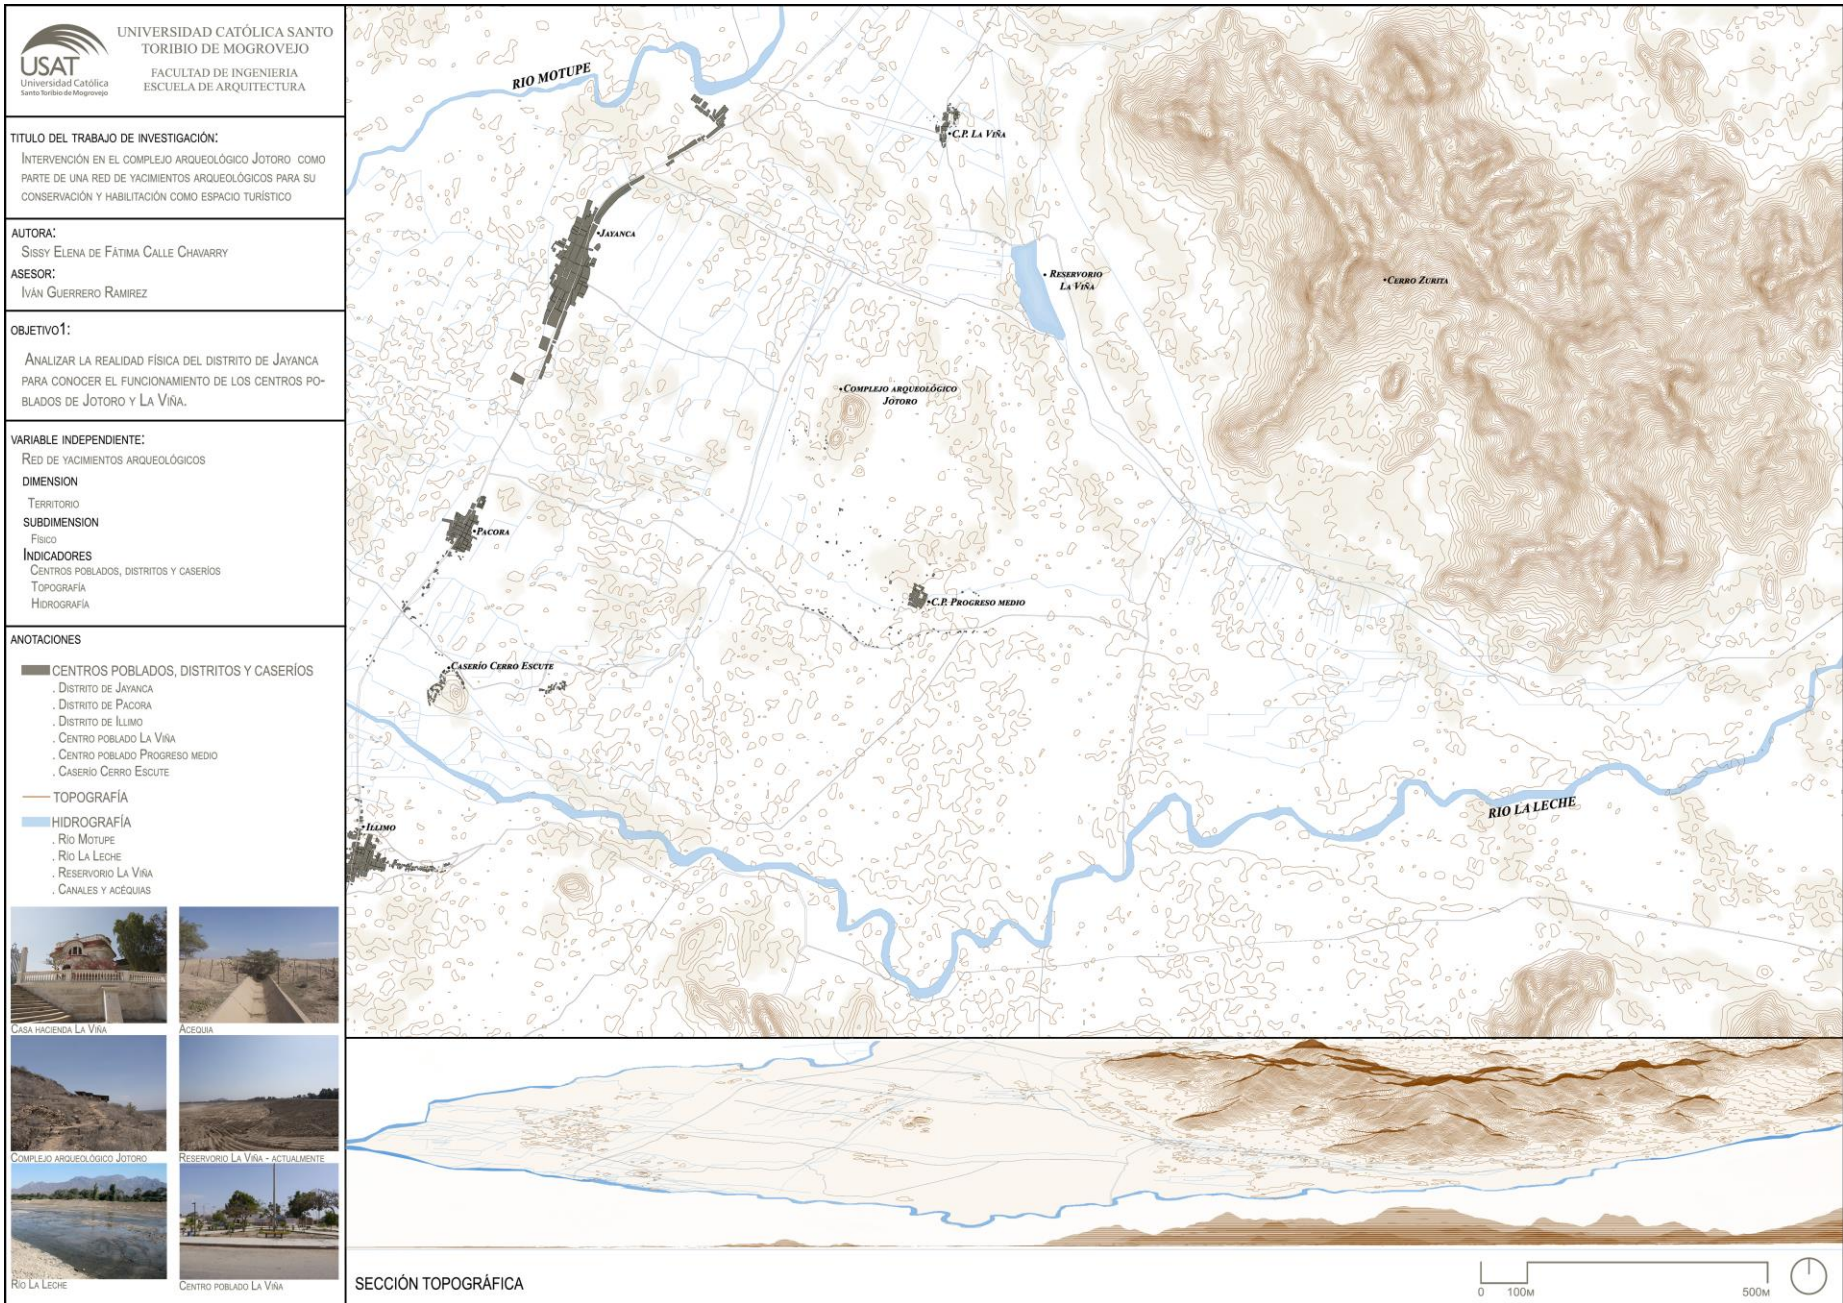 USAT
Universidad Católica
Santo Toribio de Mogrovejo
UNIVERSIDAD CATÓLICA SANTO
TORIBIO DE MOGROVEJO
FACULTAD DE INGENIERIA
ESCUELA DE ARQUITECTURA
TITULO DEL TRABAJO DE INVESTIGACIÓN:
INTERVENCIÓN EN EL COMPLEJO ARQUEOLÓGICO JOTORO COMO
PARTE DE UNA RED DE YACIMIENTOS ARQUEOLÓGICOS PARA SU
CONSERVACIÓN Y HABILITACIÓN COMO ESPACIO TURÍSTICO
AUTORA:
SISSY ELENA DE FÁTIMA CALLE CHAVARRY
ASESOR:
IVÁN GUERRERO RAMIREZ
OBJETIVO1:
ANALIZAR LA REALIDAD FÍSICA DEL DISTRITO DE JAYANCA
PARA CONOCER EL FUNCIONAMIENTO DE LOS CENTROS PO-
BLADOS DE JOTORO Y LA VIÑA.
VARIABLE INDEPENDIENTE:
RED DE YACIMIENTOS ARQUEOLÓGICOS
DIMENSION
TERRITORIO
SUBDIMENSION
FÍSICO
INDICADORES
CENTROS POBLADOS, DISTRITOS Y CASERÍOS
TOPOGRAFÍA
HIDROGRAFÍA
ANOTACIONES
CENTROS POBLADOS, DISTRITOS Y CASERÍOS
. DISTRITO DE JAYANCA
. DISTRITO DE PACORA
. DISTRITO DE ILLIMO
. CENTRO POBLADO LA VIÑA
. CENTRO POBLADO PROGRESO MEDIO
. CASERÍO CERRO ESCUTE
TOPOGRAFÍA
HIDROGRAFÍA
. RÍO MOTUPE
. RÍO LA LECHE
. RESERVORIO LA VIÑA
. CANALES Y ACÉQUIAS
CASA HACIENDA LA VIÑA
ACEQUIA
COMPLEJO ARQUEOLÓGICO JOTORO
RESERVORIO LA VIÑA - ACTUALMENTE
RÍO LA LECHE
CENTRO POBLADO LA VIÑA
RIO MOTUPE
•C.P. LA VIÑA
•JAYANCA
• RESERVORIO
LA VIÑA
•CERRO ZURITA
•COMPLEJO ARQUEOLÓGICO
JOTORO
•PACORA
•C.P. PROGRESO MEDIO
•CASERÍO CERRO ESCUTE
•ILLIMO
RIO LA LECHE
SECCIÓN TOPOGRÁFICA
0 100M 500M